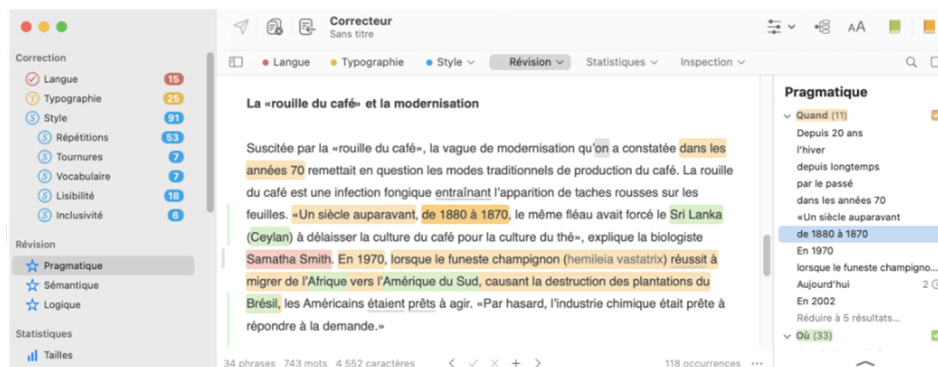 Correcteur
Sans titre
Correction
Langue 15
Typographie 25
Style 91
Répétitions 53
Tournures 7
Vocabulaire 7
Lisibilité 18
Inclusivité 6
Révision
Pragmatique
Sémantique
Logique
Statistiques
Tailles
Langue Typographie Style Révision Statistiques Inspection
La «rouille du café» et la modernisation
Suscitée par la «rouille du café», la vague de modernisation qu'on a constatée dans les
années 70 remettait en question les modes traditionnels de production du café. La rouille
du café est une infection fongique entraînant l'apparition de taches rousses sur les
feuilles. «Un siècle auparavant, de 1880 à 1870, le même fléau avait forcé le Sri Lanka
(Ceylan) à délaisser la culture du café pour la culture du thé», explique la biologiste
Samatha Smith. En 1970, lorsque le funeste champignon (hemileia vastatrix) réussit à
migrer de l'Afrique vers l'Amérique du Sud, causant la destruction des plantations du
Brésil, les Américains étaient prêts à agir. «Par hasard, l'industrie chimique était prête à
répondre à la demande.»
34 phrases 743 mots 4 552 caractères
118 occurrences
AA
Pragmatique
Quand (11)
Depuis 20 ans
l'hiver
depuis longtemps
par le passé
dans les années 70
«Un siècle auparavant
de 1880 à 1870
En 1970
lorsque le funeste champigno...
Aujourd'hui 2
En 2002
Réduire à 5 résultats...
Où (33)